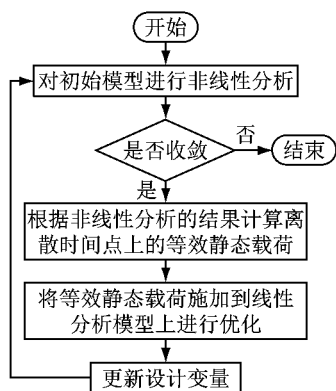 开始
对初始模型进行非线性分析
是否收敛
否
结束
是
根据非线性分析的结果计算离
散时间点上的等效静态载荷
将等效静态载荷施加到线性
分析模型上进行优化
更新设计变量